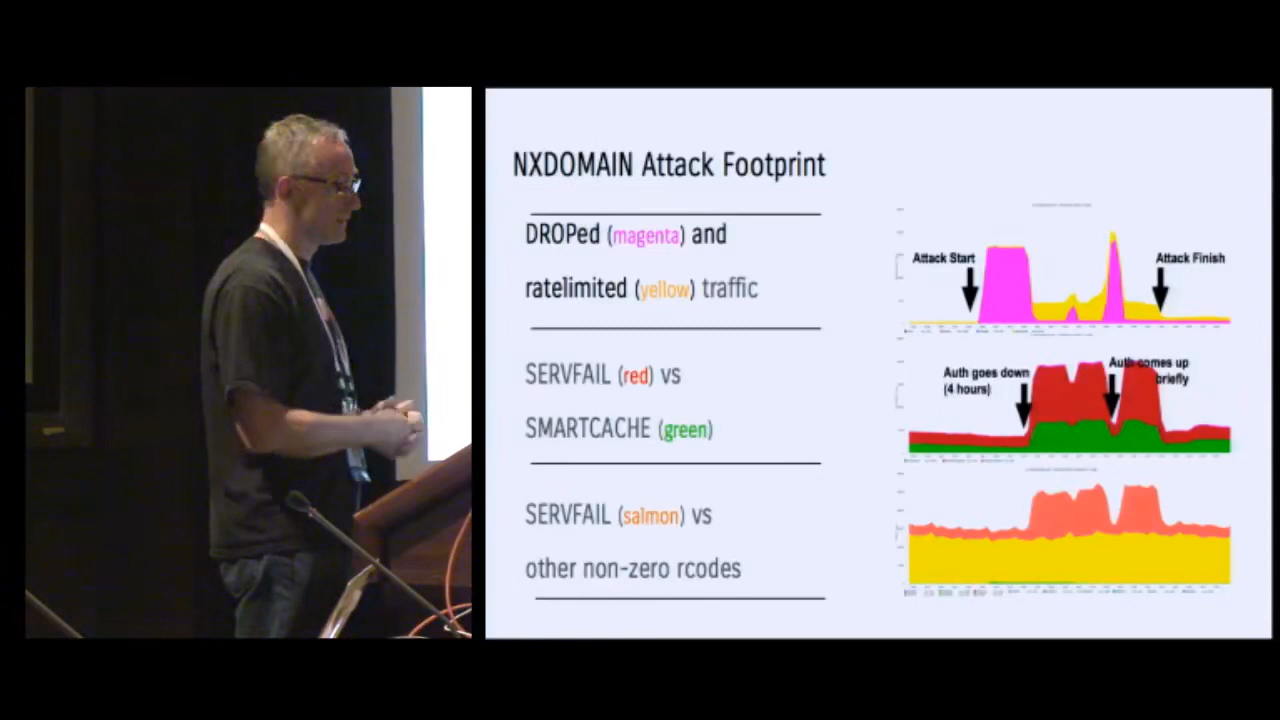 NXDOMAIN Attack Footprint
DROPed (magenta) and
ratelimited (yellow) traffic
SERVFAIL (red) vs
SMARTCACHE (green)
SERVFAIL (salmon) vs
other non-zero rcodes
Attack Start
Attack Finish
Auth goes down
(4 hours)
Auth comes up
briefly